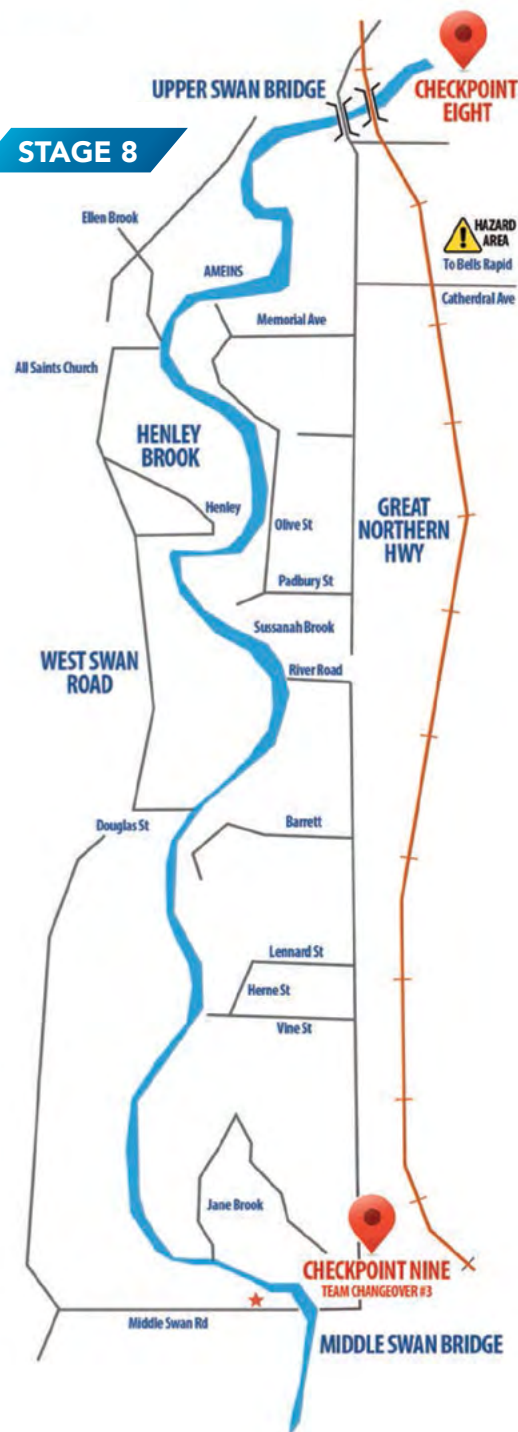 UPPER SWAN BRIDGE
CHECKPOINT
EIGHT
STAGE 8
Ellen Brook
HAZARD
AREA
To Bells Rapid
AMEINS
Catherdral Ave
Memorial Ave
All Saints Church
HENLEY
BROOK
Henley
Olive St
GREAT
NORTHERN
HWY
Padbury St
Sussanah Brook
WEST SWAN
ROAD
River Road
Douglas St
Barrett
Lennard St
Herne St
Vine St
Jane Brook
CHECKPOINT NINE
TEAM CHANGEOVER #3
Middle Swan Rd
MIDDLE SWAN BRIDGE